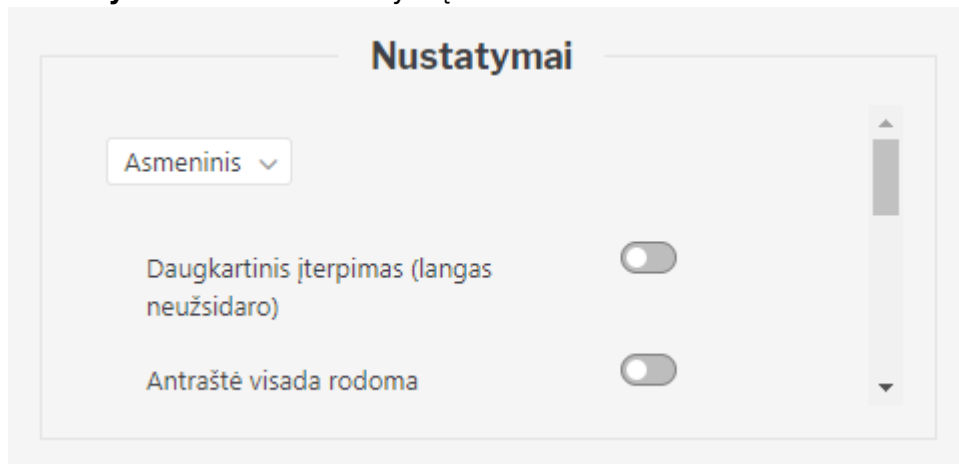 Nustatymai
Asmeninis
Daugkartinis įterpimas (langas
neužsidaro)
Antraštė visada rodoma